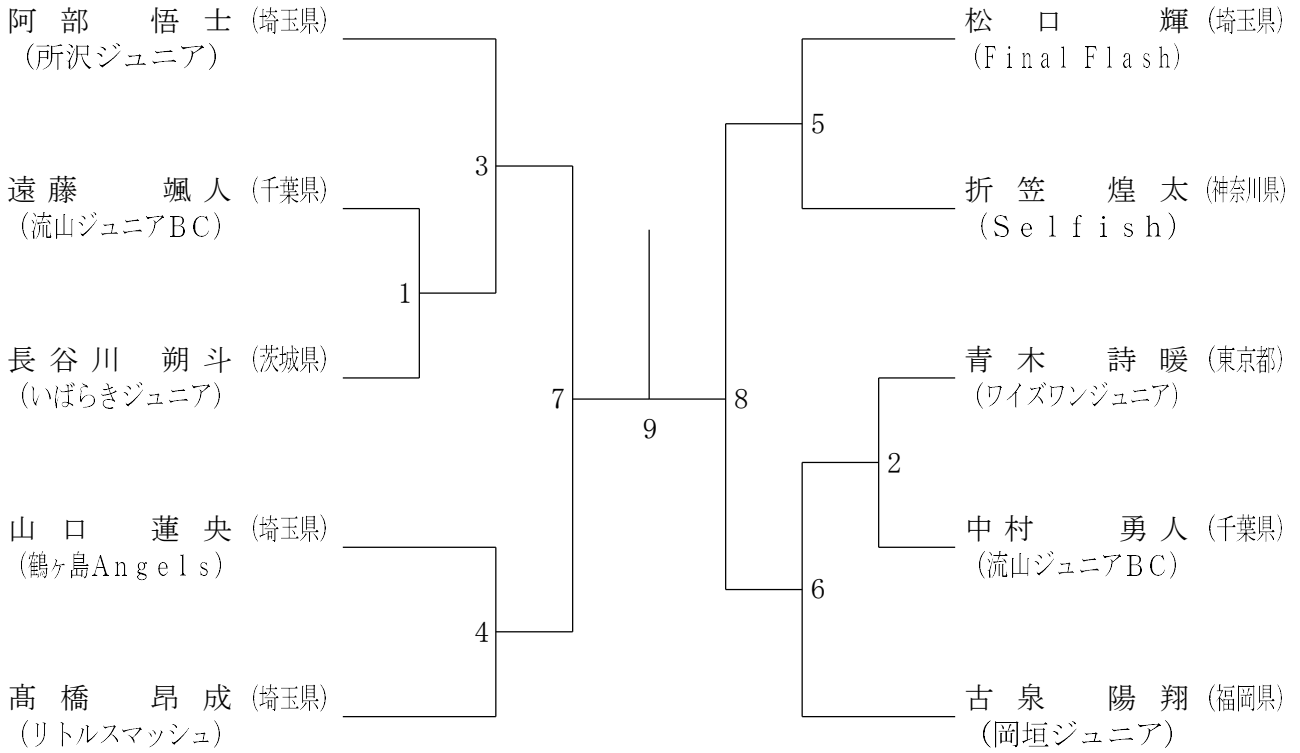 阿部 悟士 (埼玉県)
(所沢ジュニア)
3
遠藤 颯人 (千葉県)
(流山ジュニアBC)
1
長谷川 朔斗 (茨城県)
(いばらきジュニア)
7
山口 蓮央 (埼玉県)
(鶴ヶ島Angels)
4
髙橋 昂成 (埼玉県)
(リトルスマッシュ)
9
松口 輝 (埼玉県)
(Final Flash)
5
折笠 煌太 (神奈川県)
(Selfish)
8
青木 詩暖 (東京都)
(ワイズワンジュニア)
2
中村 勇人 (千葉県)
(流山ジュニアBC)
6
古泉 陽翔 (福岡県)
(岡垣ジュニア)